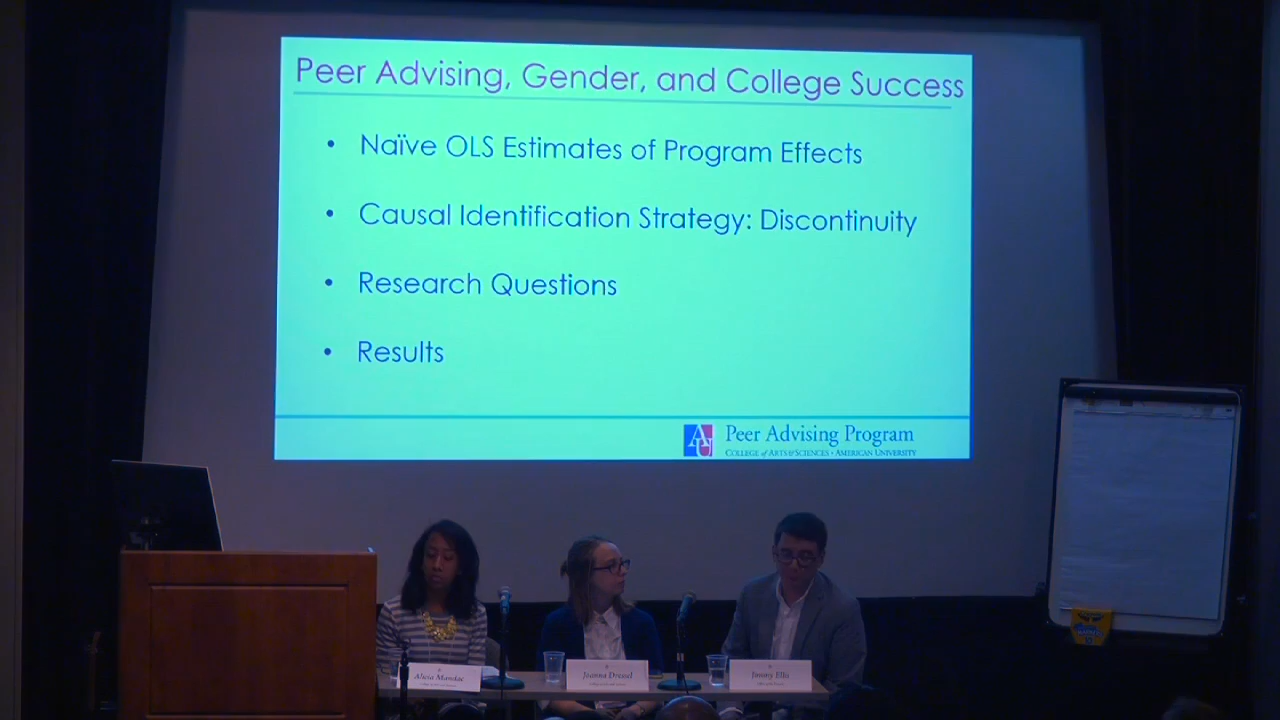 Peer Advising, Gender, and College Success
• Naïve OLS Estimates of Program Effects
• Causal Identification Strategy: Discontinuity
• Research Questions
• Results
AU
Peer Advising Program
COLLEGE of ARTS & SCIENCES • AMERICAN UNIVERSITY
Alicia Mandac
Joanna Dressel
Jimmy Ellis